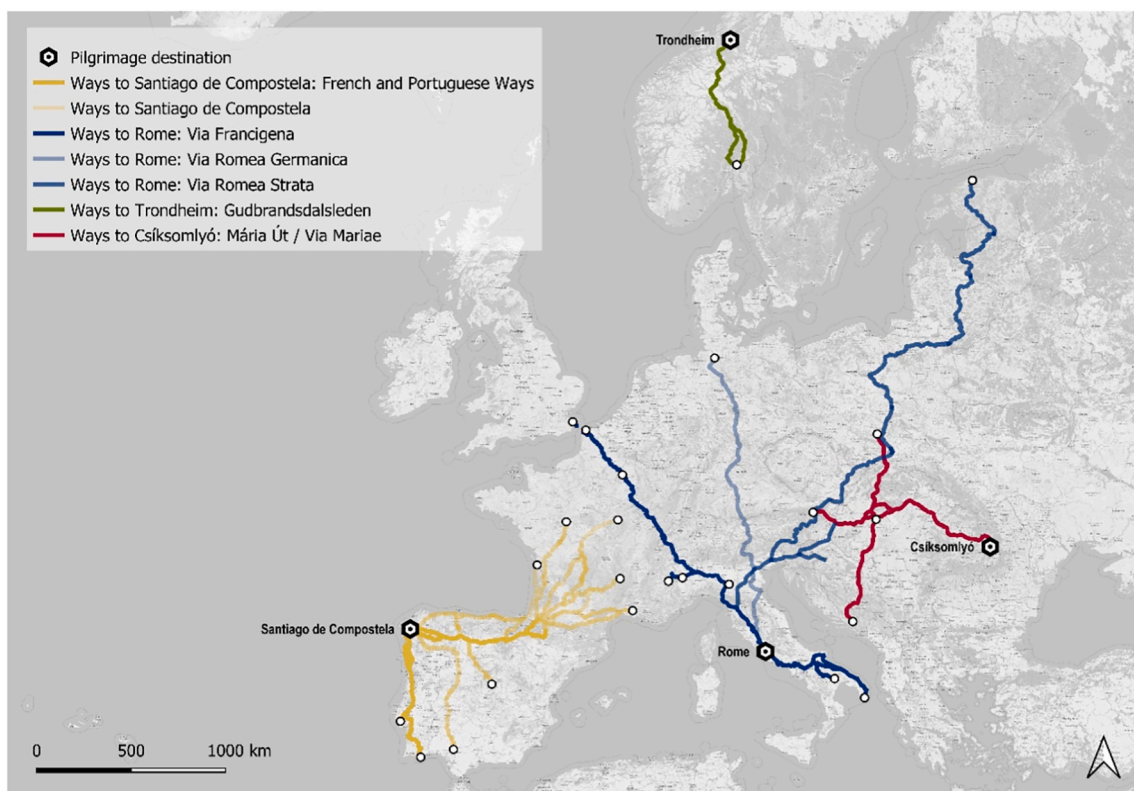 Pilgrimage destination
Ways to Santiago de Compostela: French and Portuguese Ways
Ways to Santiago de Compostela
Ways to Rome: Via Francigena
Ways to Rome: Via Romea Germanica
Ways to Rome: Via Romea Strata
Ways to Trondheim: Gudbrandsdalsleden
Ways to Csíksomlyó: Mária Út / Via Mariae
Trondheim
Csíksomlyó
Santiago de Compostela
Rome
0 500 1000 km